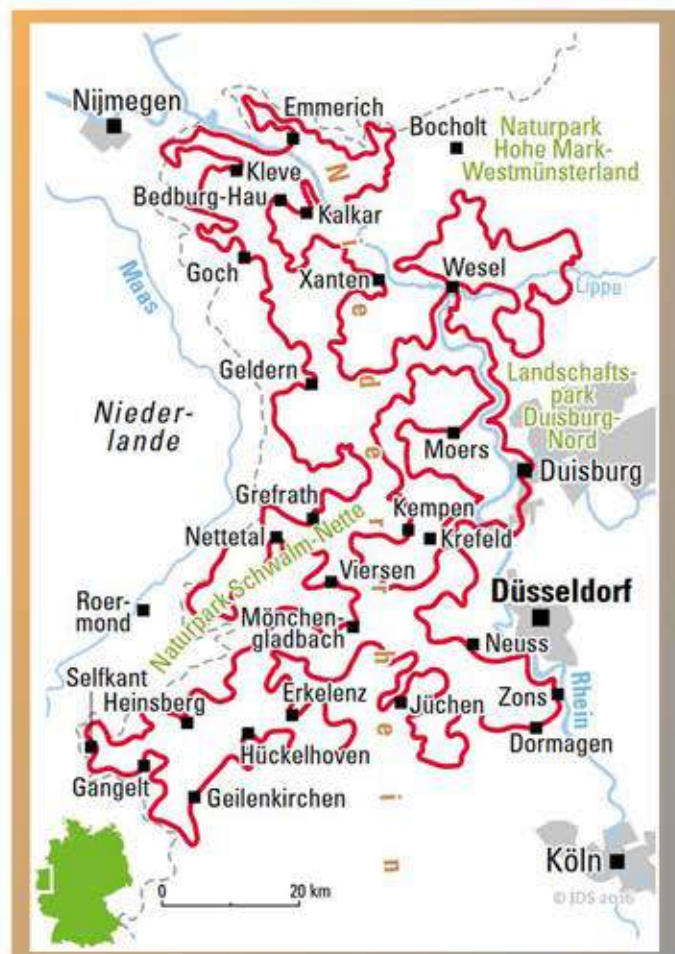 Nijmegen
Emmerich
Bocholt
Naturpark
Hohe Mark-
Westmünsterland
Kleve
Bedburg-Hau
Kalkar
Goch
Xanten
Wesel
Lippe
Maas
Geldern
Nieder-
lande
Landschafts-
park
Duisburg-
Nord
Moers
Duisburg
Grefrath
Kempen
Nettetal
Krefeld
Naturpark Schwalm-Nette
Viersen
Roer-
mond
Mönchen-
gladbach
Düsseldorf
Neuss
Selfkant
Heinsberg
Erkelenz
Jüchen
Zons
Rhein
Hückelhoven
Dormagen
Gangelt
Geilenkirchen
Niederrhein
Köln
0 20 km
© IDS 2016